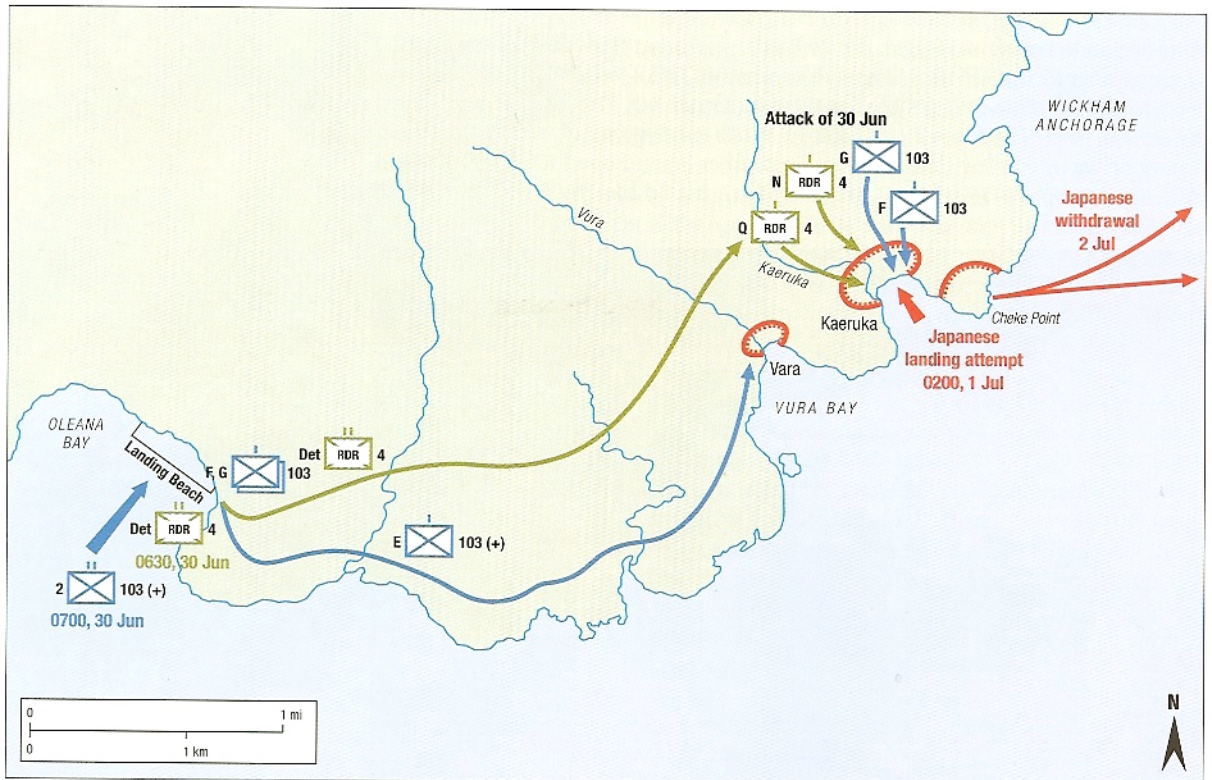 WICKHAM
ANCHORAGE
Attack of 30 Jun
G 103
N RDR 4
F 103
Q RDR 4
Japanese
withdrawal
2 Jul
Vura
Kaeruka
Kaeruka
Cheke Point
Japanese
landing attempt
0200, 1 Jul
Vara
VURA BAY
OLEANA
BAY
Landing Beach
F, G 103
Det RDR 4
Det RDR 4
0630, 30 Jun
E 103 (+)
2 103 (+)
0700, 30 Jun
0 1 mi
0 1 km
N